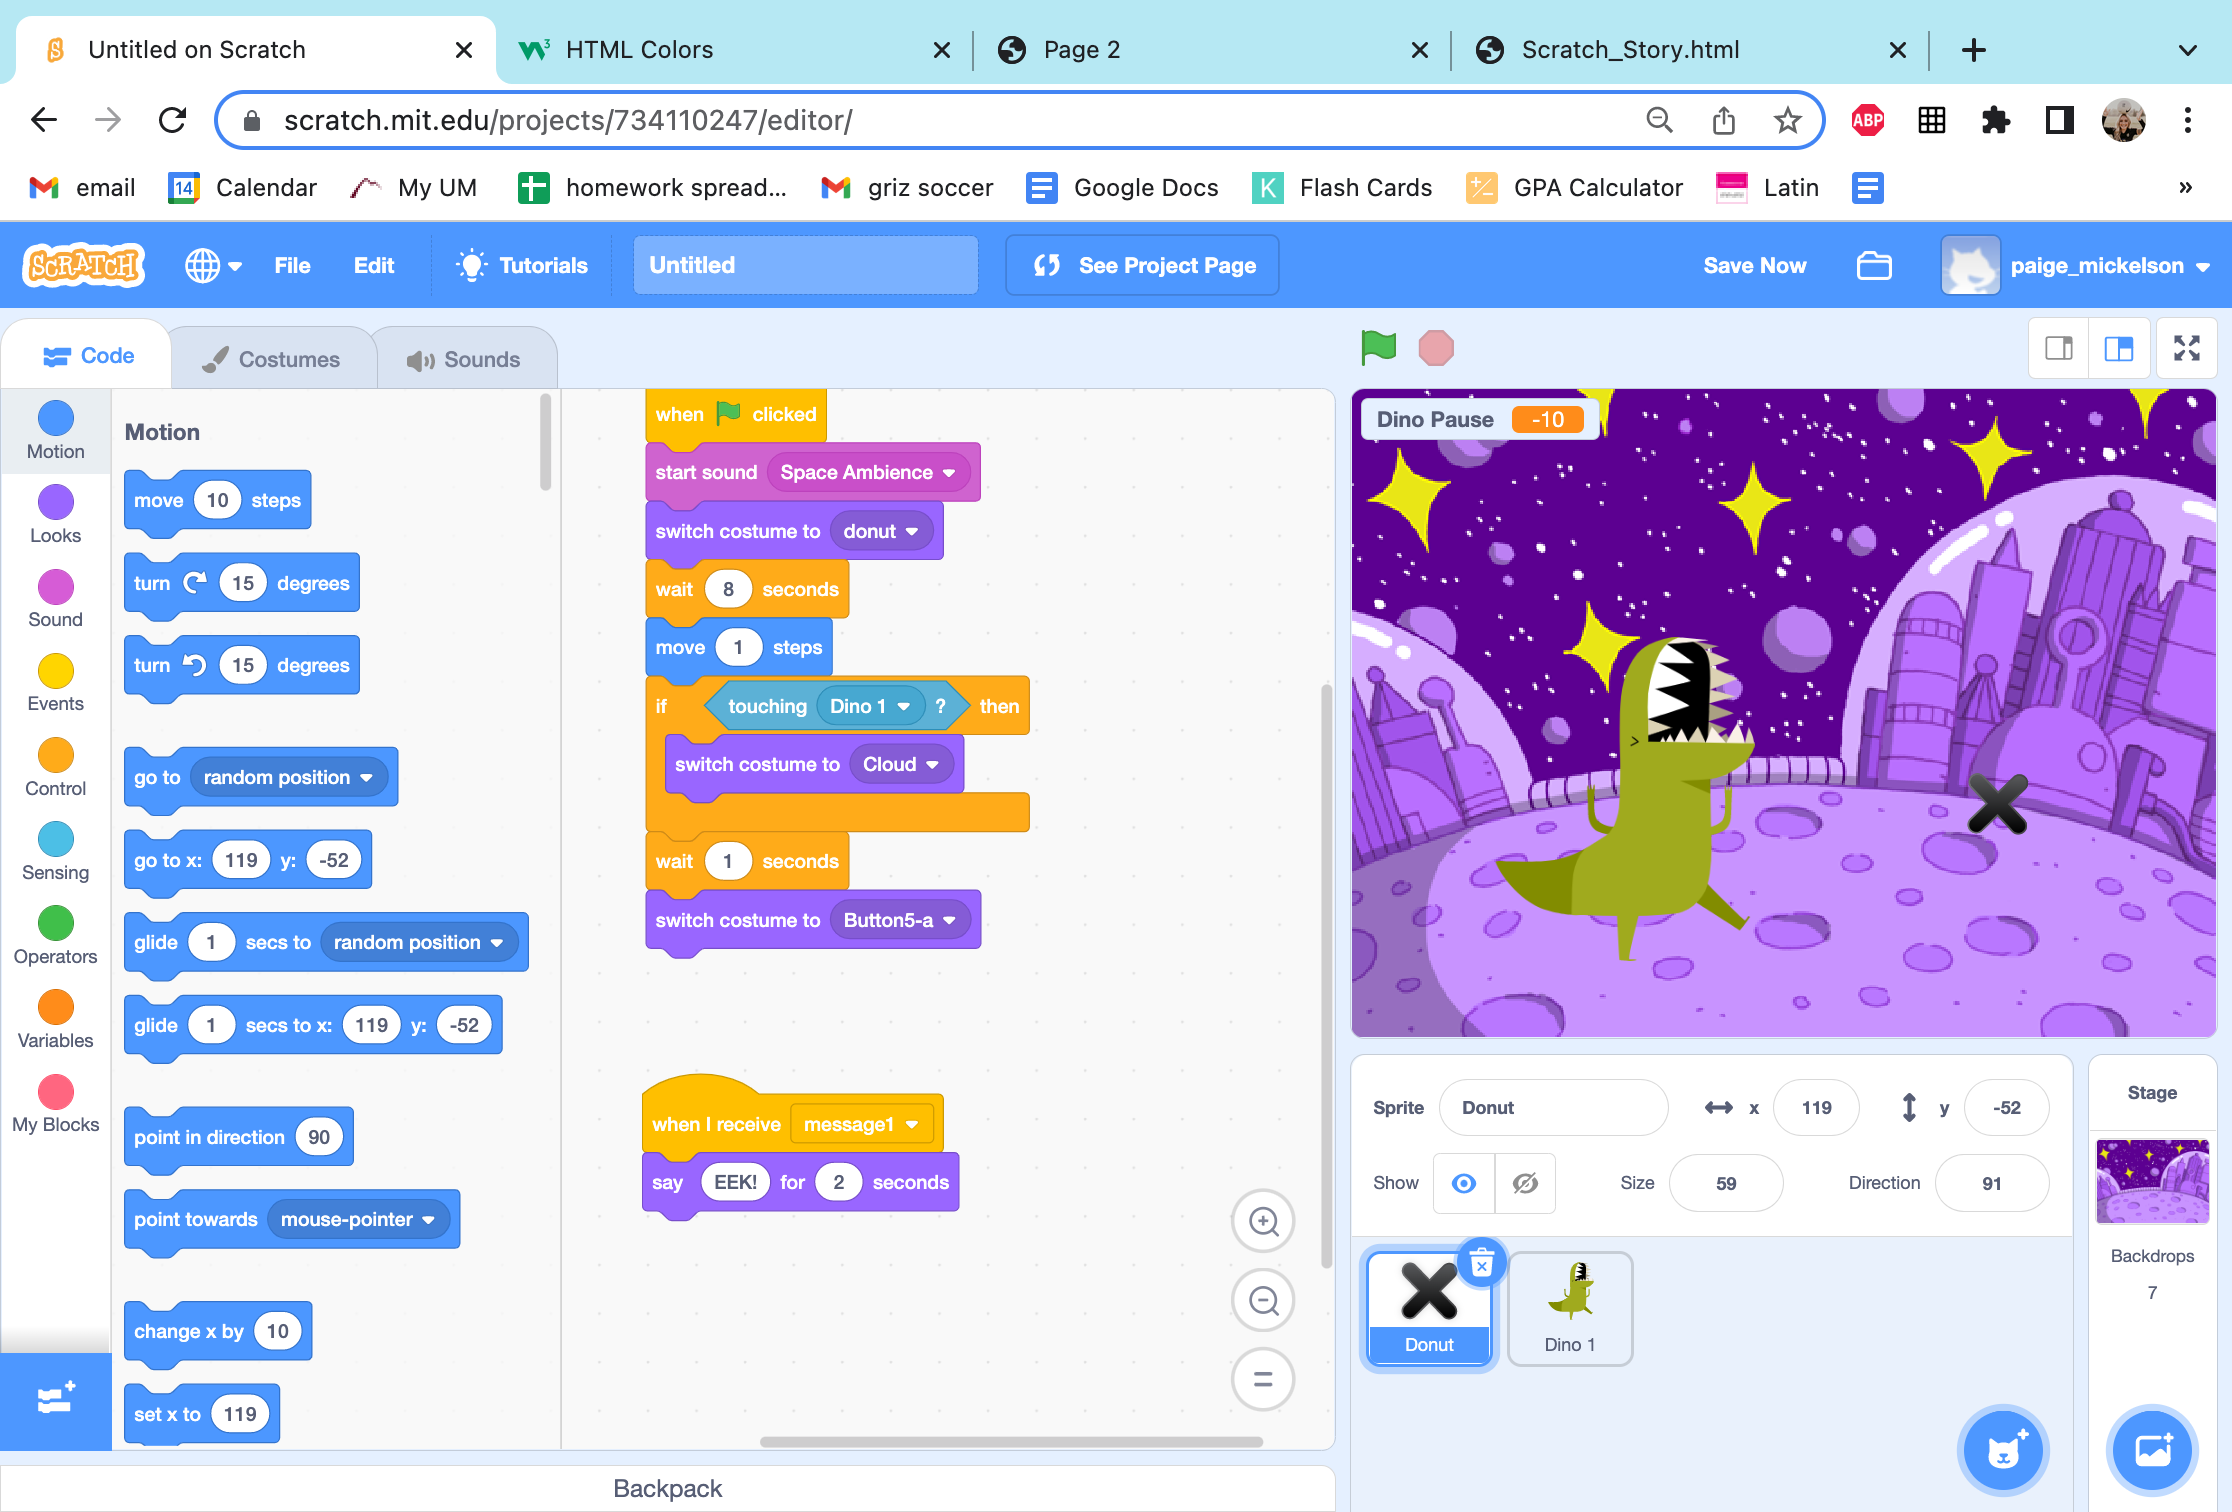 Untitled on Scratch
HTML Colors
Page 2
Scratch_Story.html
scratch.mit.edu/projects/734110247/editor/
ABP
email
14
Calendar
My UM
homework spread...
griz soccer
Google Docs
K
Flash Cards
GPA Calculator
Latin
»
SCRATCH
File
Edit
Tutorials
Untitled
See Project Page
Save Now
paige_mickelson
Code
Costumes
Sounds
Motion
Looks
Sound
Events
Control
Sensing
Operators
Variables
My Blocks
Motion
move 10 steps
turn 15 degrees
turn 15 degrees
go to random position
go to x: 119 y: -52
glide 1 secs to random position
glide 1 secs to x: 119 y: -52
point in direction 90
point towards mouse-pointer
change x by 10
set x to 119
when clicked
start sound Space Ambience
switch costume to donut
wait 8 seconds
move 1 steps
if touching Dino 1 ? then
switch costume to Cloud
wait 1 seconds
switch costume to Button5-a
when I receive message1
say EEK! for 2 seconds
Backpack
Dino Pause -10
Sprite Donut x 119 y -52
Show Size 59 Direction 91
Donut
Dino 1
Stage
Backdrops
7